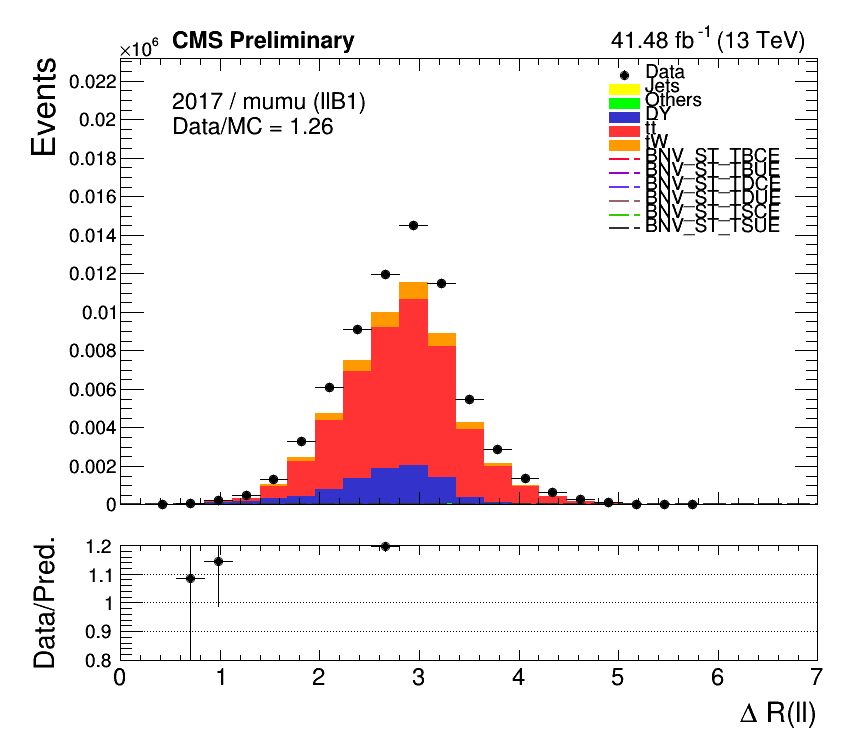 ×10⁶ CMS Preliminary 41.48 fb⁻¹ (13 TeV)
Events
2017 / mumu (llB1)
Data/MC = 1.26
Data
Jets
Others
DY
tt
tW
BNV_ST_TBCE
BNV_ST_TBUE
BNV_ST_TDCE
BNV_ST_TDUE
BNV_ST_TSCE
BNV_ST_TSUE
0.022
0.02
0.018
0.016
0.014
0.012
0.01
0.008
0.006
0.004
0.002
0
Data/Pred.
1.2
1.1
1
0.9
0.8
0 1 2 3 4 5 6 7
Δ R(ll)